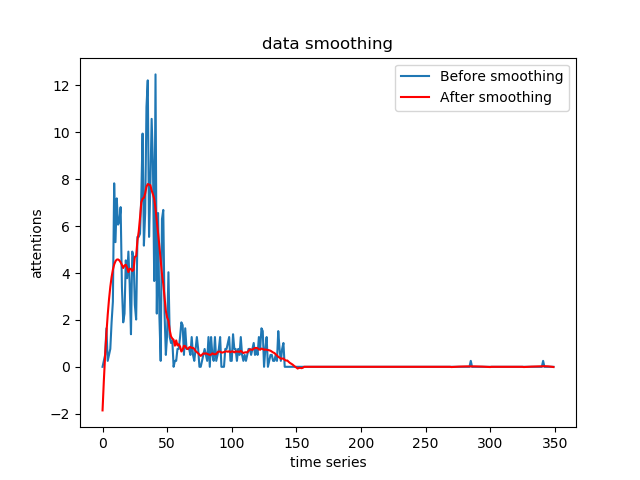 data smoothing
Before smoothing
After smoothing
12
10
8
6
4
2
0
−2
attentions
0 50 100 150 200 250 300 350
time series